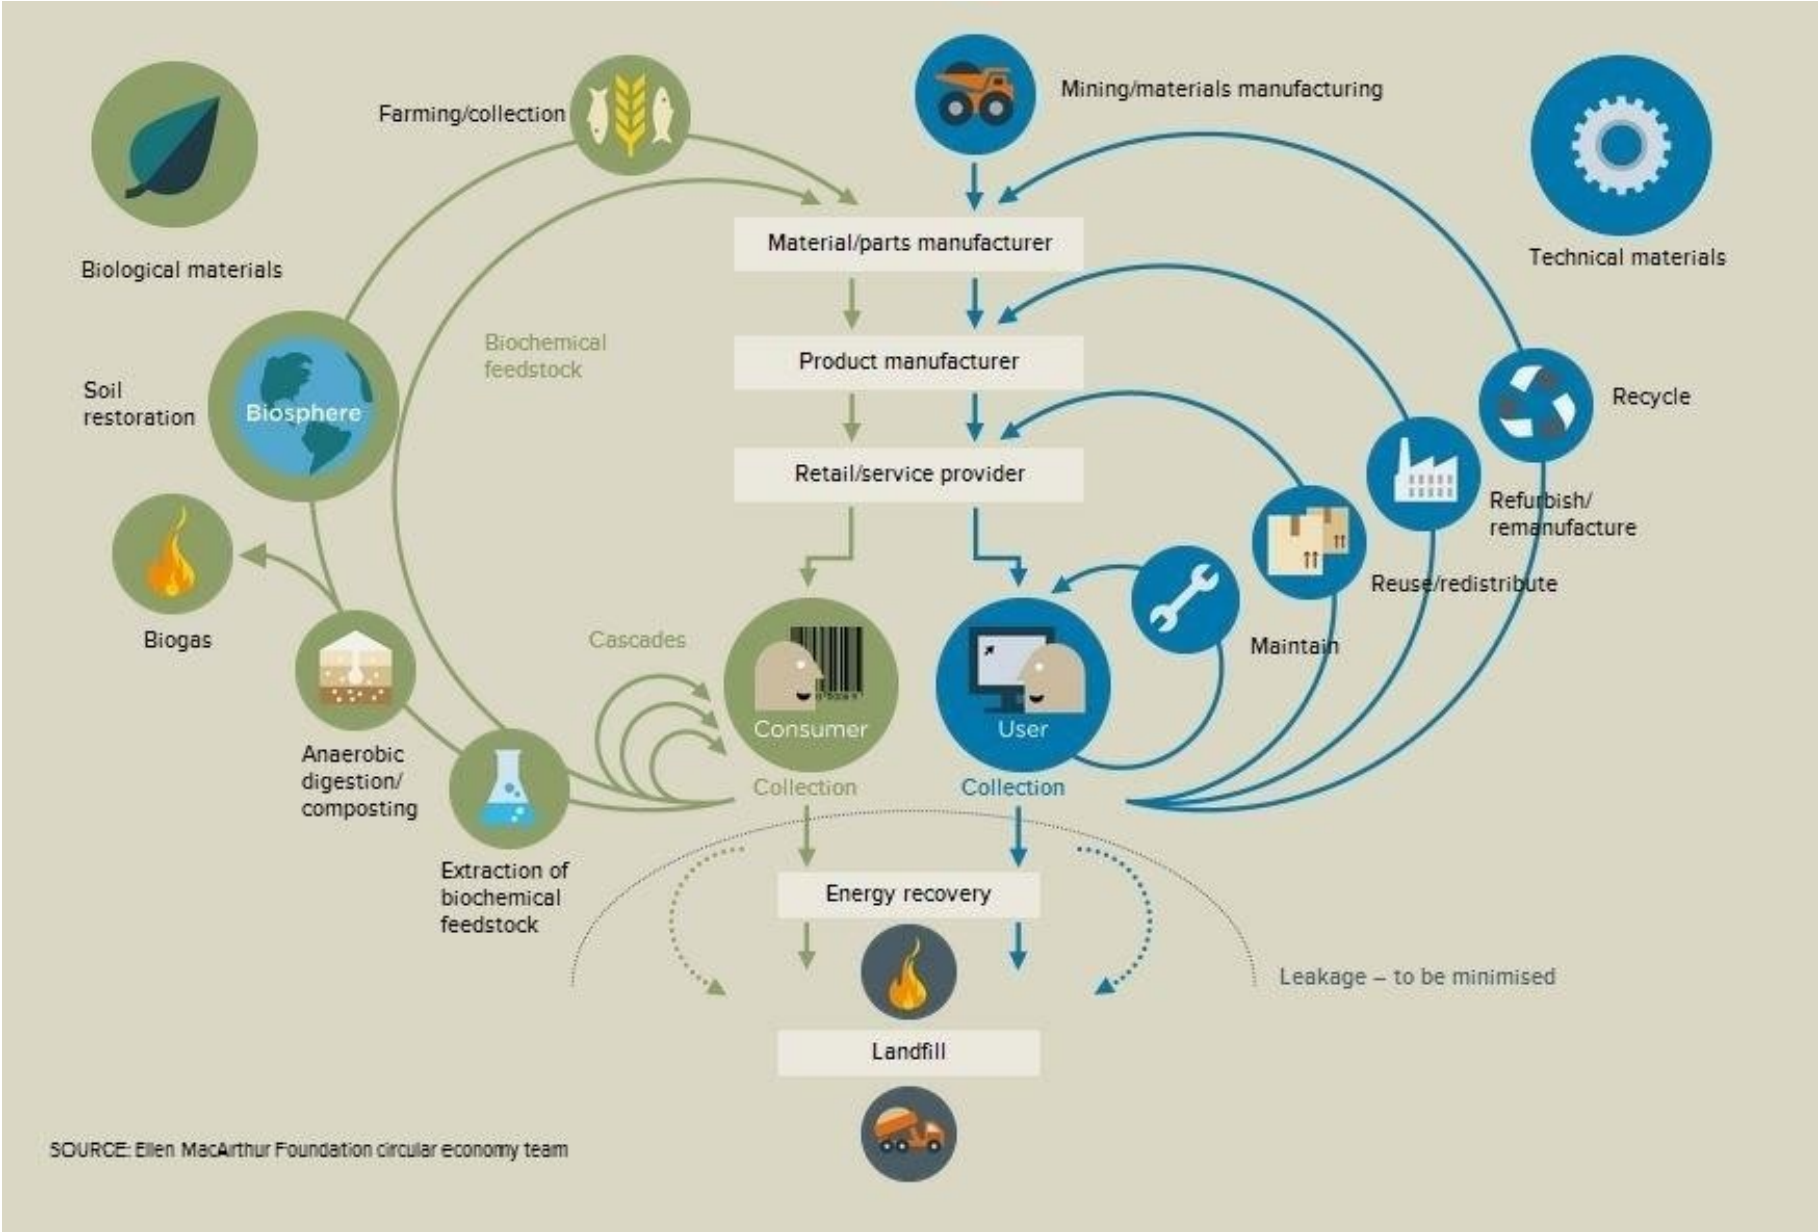 Mining/materials manufacturing
Farming/collection
Material/parts manufacturer
Technical materials
Biological materials
Biochemical
feedstock
Product manufacturer
Soil
restoration
Biosphere
Recycle
Retail/service provider
Refurbish/
remanufacture
Reuse/redistribute
Biogas
Cascades
Maintain
Consumer
User
Anaerobic
digestion/
composting
Collection
Collection
Extraction of
biochemical
feedstock
Energy recovery
Leakage – to be minimised
Landfill
SOURCE: Ellen MacArthur Foundation circular economy team